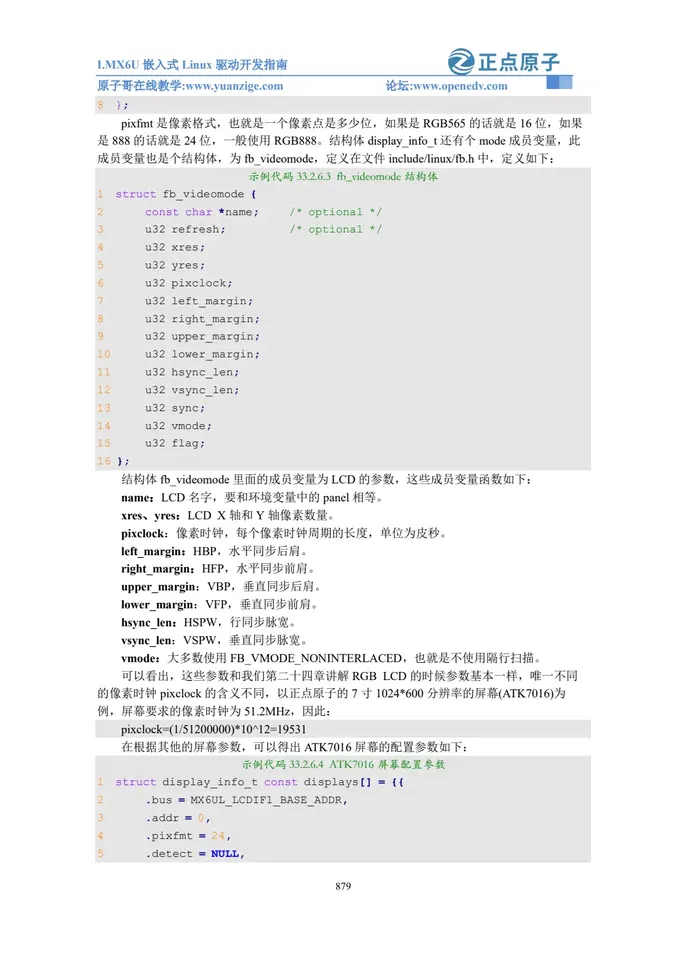 I.MX6U 嵌入式 Linux 驱动开发指南
正点原子
原子哥在线教学:www.yuanzige.com 论坛:www.openedv.com
8 };
pixfmt 是像素格式，也就是一个像素点是多少位，如果是 RGB565 的话就是 16 位，如果
是 888 的话就是 24 位，一般使用 RGB888。结构体 display_info_t 还有个 mode 成员变量，此
成员变量也是个结构体，为 fb_videomode，定义在文件 include/linux/fb.h 中，定义如下：
示例代码 33.2.6.3 fb_videomode 结构体
1 struct fb_videomode {
2 const char *name; /* optional */
3 u32 refresh; /* optional */
4 u32 xres;
5 u32 yres;
6 u32 pixclock;
7 u32 left_margin;
8 u32 right_margin;
9 u32 upper_margin;
10 u32 lower_margin;
11 u32 hsync_len;
12 u32 vsync_len;
13 u32 sync;
14 u32 vmode;
15 u32 flag;
16 };
结构体 fb_videomode 里面的成员变量为 LCD 的参数，这些成员变量函数如下：
name：LCD 名字，要和环境变量中的 panel 相等。
xres、yres：LCD X 轴和 Y 轴像素数量。
pixclock：像素时钟，每个像素时钟周期的长度，单位为皮秒。
left_margin：HBP，水平同步后肩。
right_margin：HFP，水平同步前肩。
upper_margin：VBP，垂直同步后肩。
lower_margin：VFP，垂直同步前肩。
hsync_len：HSPW，行同步脉宽。
vsync_len：VSPW，垂直同步脉宽。
vmode：大多数使用 FB_VMODE_NONINTERLACED，也就是不使用隔行扫描。
可以看出，这些参数和我们第二十四章讲解 RGB LCD 的时候参数基本一样，唯一不同
的像素时钟 pixclock 的含义不同，以正点原子的 7 寸 1024*600 分辨率的屏幕(ATK7016)为
例，屏幕要求的像素时钟为 51.2MHz，因此：
pixclock=(1/51200000)*10^12=19531
在根据其他的屏幕参数，可以得出 ATK7016 屏幕的配置参数如下：
示例代码 33.2.6.4 ATK7016 屏幕配置参数
1 struct display_info_t const displays[] = {{
2 .bus = MX6UL_LCDIF1_BASE_ADDR,
3 .addr = 0,
4 .pixfmt = 24,
5 .detect = NULL,
879